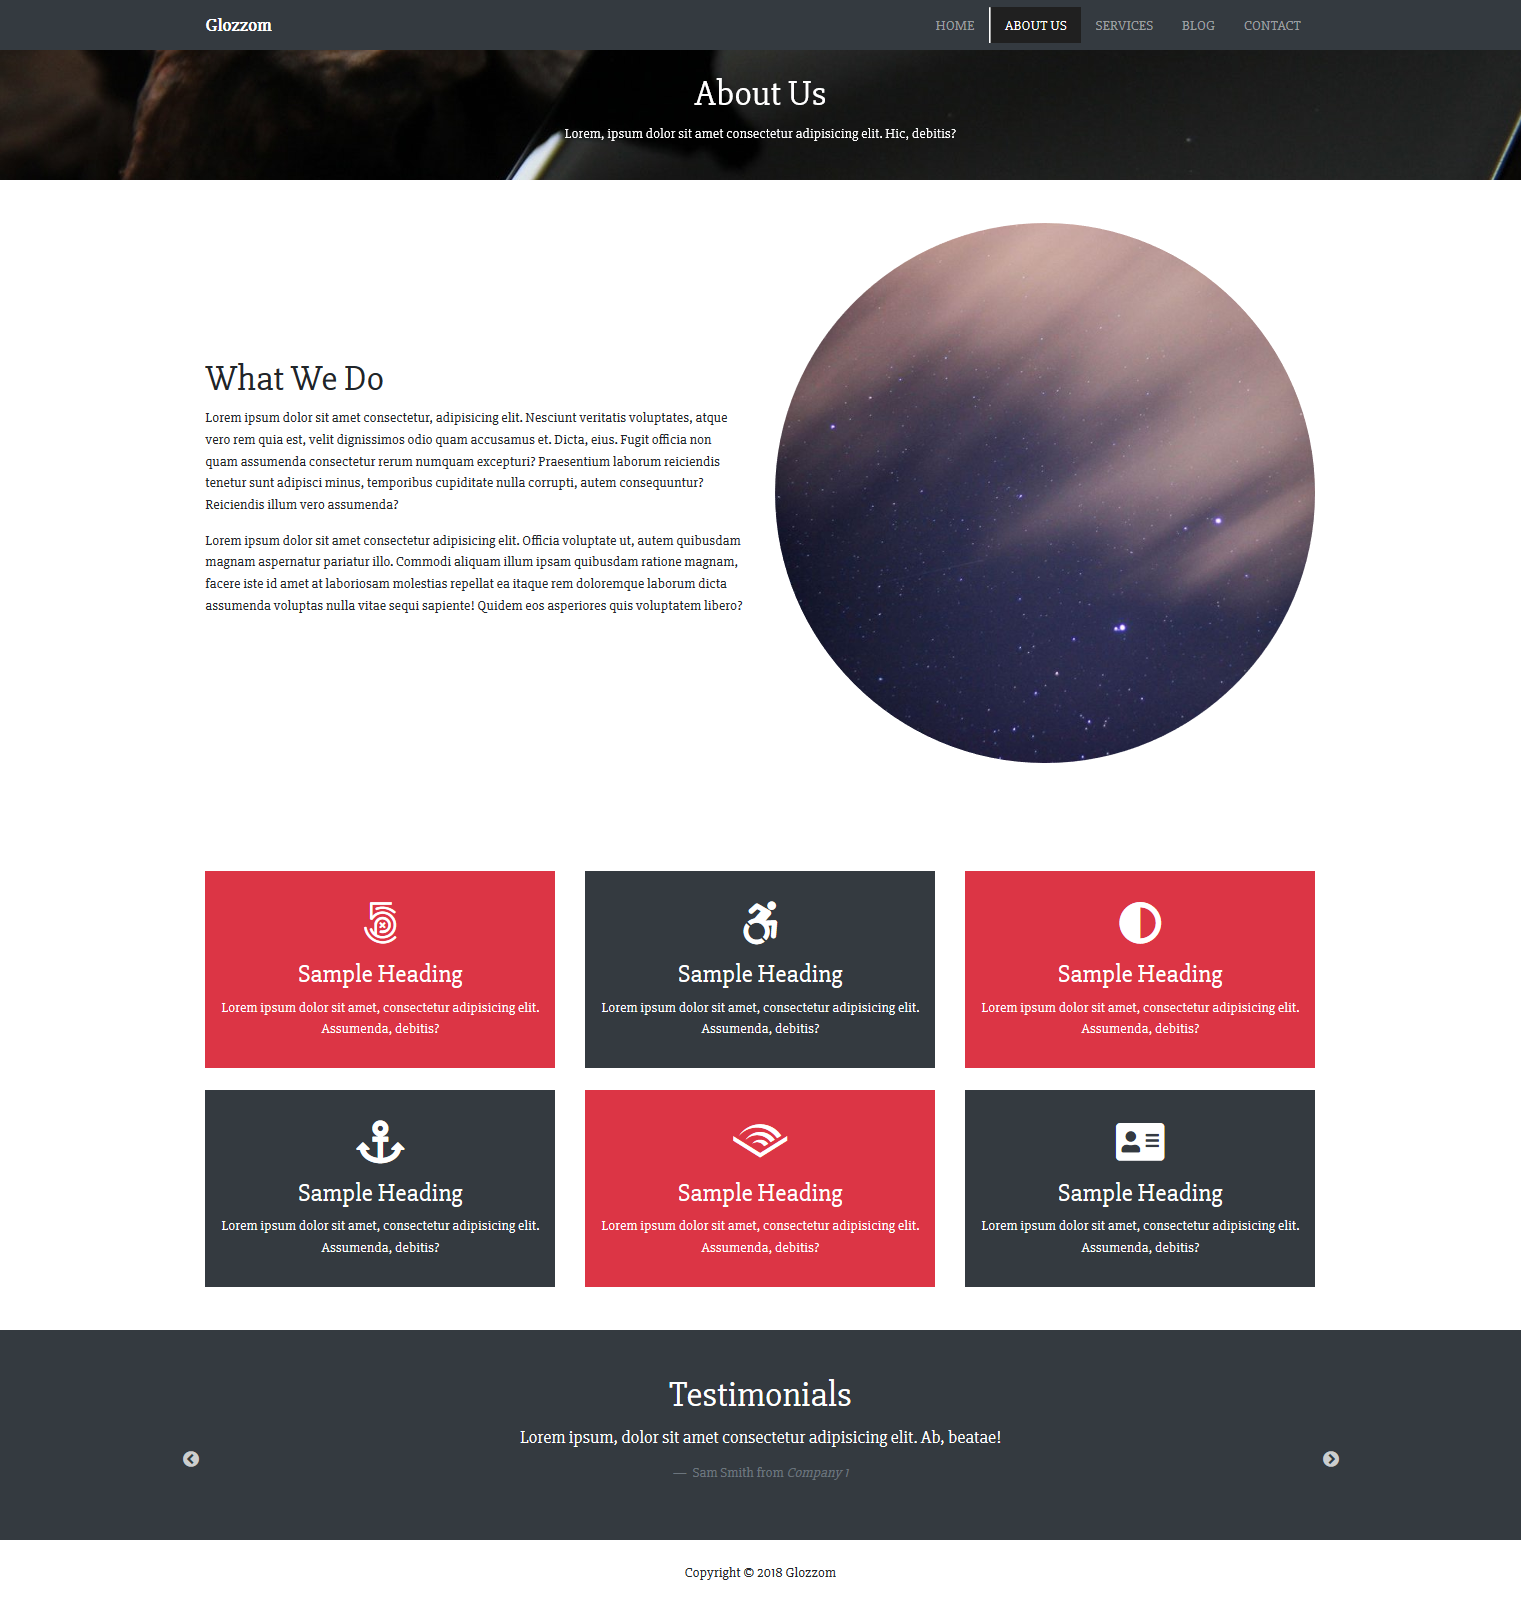 Glozzom
HOME ABOUT US SERVICES BLOG CONTACT
About Us
Lorem, ipsum dolor sit amet consectetur adipisicing elit. Hic, debitis?
What We Do
Lorem ipsum dolor sit amet consectetur, adipisicing elit. Nesciunt veritatis voluptates, atque
vero rem quia est, velit dignissimos odio quam accusamus et. Dicta, eius. Fugit officia non
quam assumenda consectetur rerum numquam excepturi? Praesentium laborum reiciendis
tenetur sunt adipisci minus, temporibus cupiditate nulla corrupti, autem consequuntur?
Reiciendis illum vero assumenda?
Lorem ipsum dolor sit amet consectetur adipisicing elit. Officia voluptate ut, autem quibusdam
magnam aspernatur pariatur illo. Commodi aliquam illum ipsam quibusdam ratione magnam,
facere iste id amet at laboriosam molestias repellat ea itaque rem doloremque laborum dicta
assumenda voluptas nulla vitae sequi sapiente! Quidem eos asperiores quis voluptatem libero?
Sample Heading
Lorem ipsum dolor sit amet, consectetur adipisicing elit.
Assumenda, debitis?
Sample Heading
Lorem ipsum dolor sit amet, consectetur adipisicing elit.
Assumenda, debitis?
Sample Heading
Lorem ipsum dolor sit amet, consectetur adipisicing elit.
Assumenda, debitis?
Sample Heading
Lorem ipsum dolor sit amet, consectetur adipisicing elit.
Assumenda, debitis?
Sample Heading
Lorem ipsum dolor sit amet, consectetur adipisicing elit.
Assumenda, debitis?
Sample Heading
Lorem ipsum dolor sit amet, consectetur adipisicing elit.
Assumenda, debitis?
Testimonials
Lorem ipsum, dolor sit amet consectetur adipisicing elit. Ab, beatae!
— Sam Smith from Company 1
Copyright © 2018 Glozzom